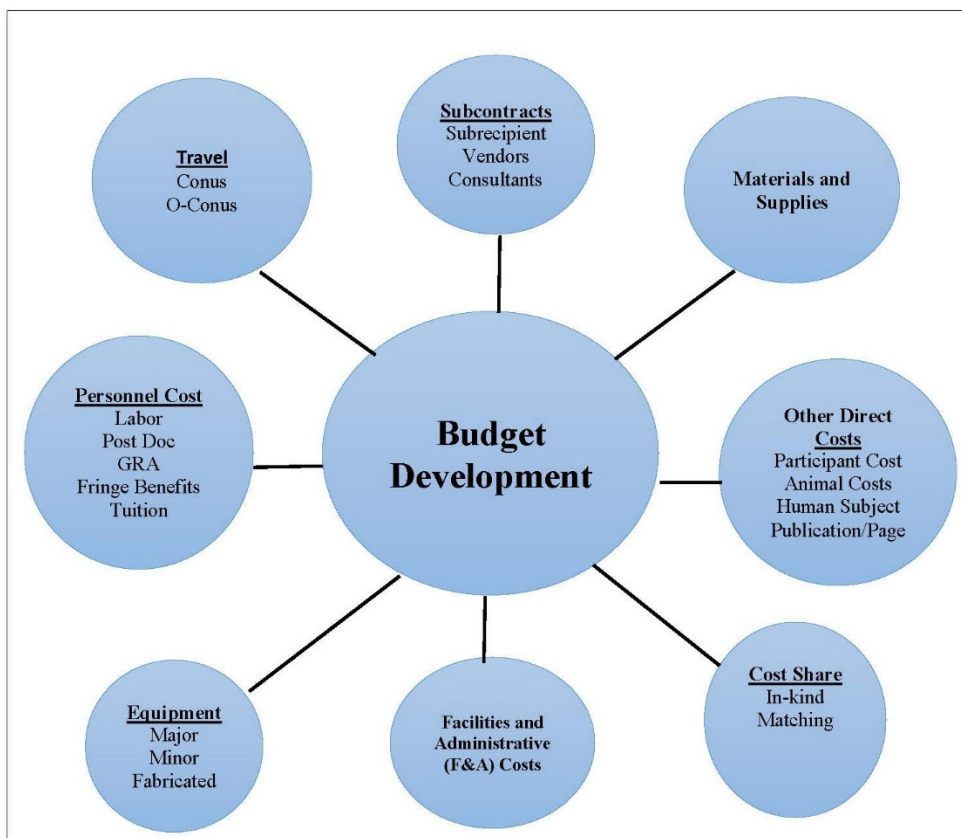 Subcontracts
Subrecipient
Vendors
Consultants
Travel
Conus
O-Conus
Materials and
Supplies
Personnel Cost
Labor
Post Doc
GRA
Fringe Benefits
Tuition
Budget
Development
Other Direct
Costs
Participant Cost
Animal Costs
Human Subject
Publication/Page
Equipment
Major
Minor
Fabricated
Facilities and
Administrative
(F&A) Costs
Cost Share
In-kind
Matching